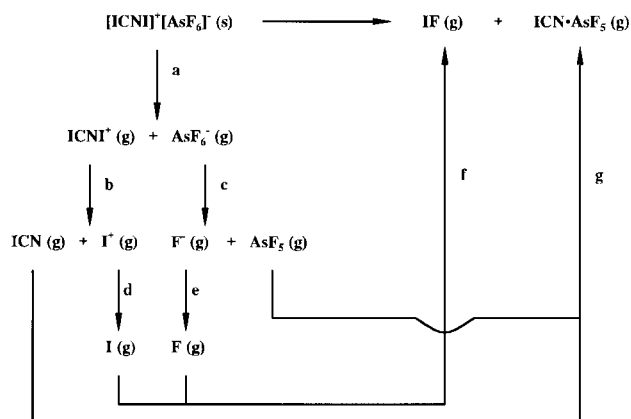 [ICNI]⁺[AsF₆]⁻ (s) IF (g) + ICN•AsF₅ (g)
a
ICNI⁺ (g) + AsF₆⁻ (g)
f g
b c
ICN (g) + I⁺ (g) F⁻ (g) + AsF₅ (g)
d e
I (g) F (g)